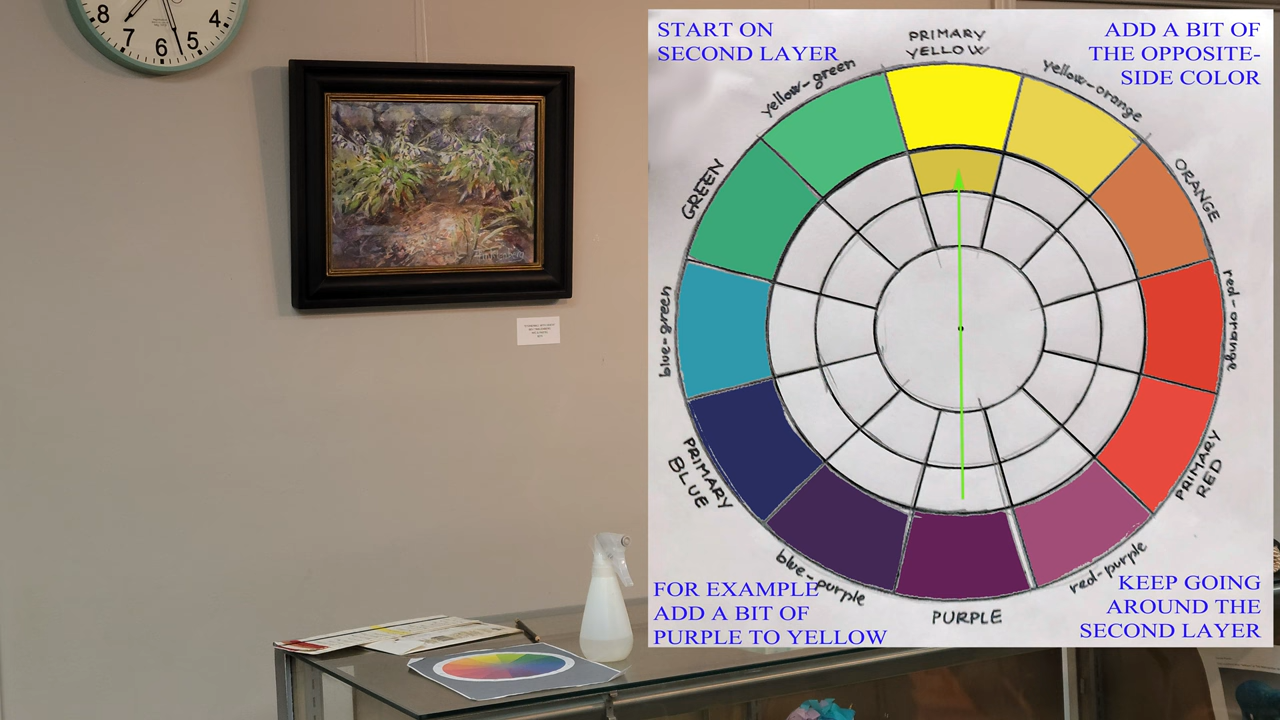 8
7
6
5
START ON
SECOND LAYER
ADD A BIT OF
THE OPPOSITE-
SIDE COLOR
PRIMARY
YELLOW
yellow-green
yellow-orange
GREEN
ORANGE
blue-green
red-orange
PRIMARY
BLUE
PRIMARY
RED
blue-purple
red-purple
PURPLE
FOR EXAMPLE
ADD A BIT OF
PURPLE TO YELLOW
KEEP GOING
AROUND THE
SECOND LAYER